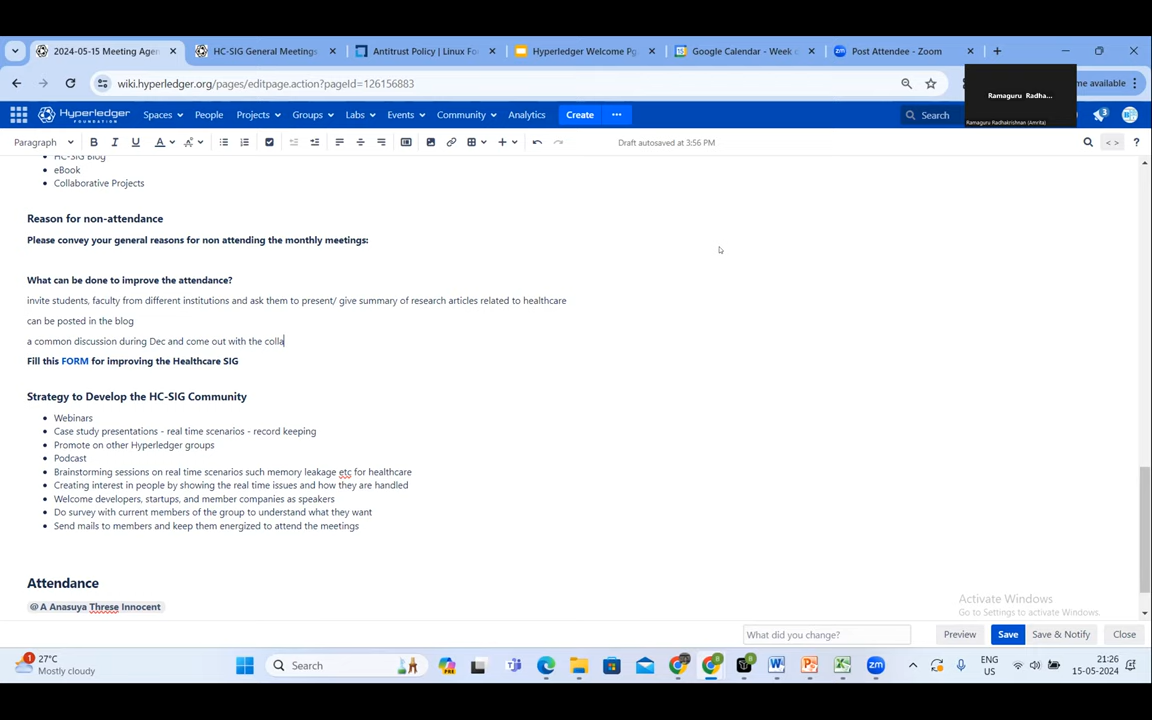 2024-05-15 Meeting Agen
HC-SIG General Meetings
Antitrust Policy | Linux Fo
Hyperledger Welcome Pg
Google Calendar - Week
Post Attendee - Zoom
wiki.hyperledger.org/pages/editpage.action?pageId=126156883
me available
Ramaguru Radha...
Ramaguru Radhakrishnan (Amrita)
HYPERLEDGER
FOUNDATION
Spaces
People
Projects
Groups
Labs
Events
Community
Analytics
Create
Search
3
Paragraph
B I U A
Draft autosaved at 3:56 PM
< >
?
HC-SIG Blog
eBook
Collaborative Projects
Reason for non-attendance
Please convey your general reasons for non attending the monthly meetings:
What can be done to improve the attendance?
invite students, faculty from different institutions and ask them to present/ give summary of research articles related to healthcare
can be posted in the blog
a common discussion during Dec and come out with the colla
Fill this FORM for improving the Healthcare SIG
Strategy to Develop the HC-SIG Community
Webinars
Case study presentations - real time scenarios - record keeping
Promote on other Hyperledger groups
Podcast
Brainstorming sessions on real time scenarios such memory leakage etc for healthcare
Creating interest in people by showing the real time issues and how they are handled
Welcome developers, startups, and member companies as speakers
Do survey with current members of the group to understand what they want
Send mails to members and keep them energized to attend the meetings
Attendance
@A Anasuya Threse Innocent
Activate Windows
Go to Settings to activate Windows.
What did you change?
Preview
Save
Save & Notify
Close
1
27°C
Mostly cloudy
Search
ENG
US
21:26
15-05-2024